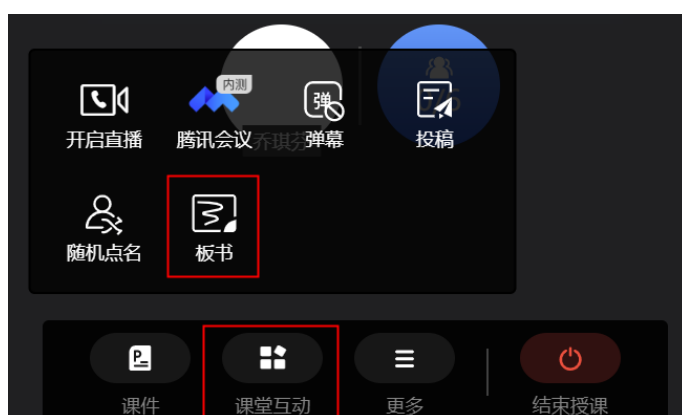 内测
弹
开启直播 腾讯会议 弹幕 投稿
随机点名 板书
课件 课堂互动 更多 结束授课